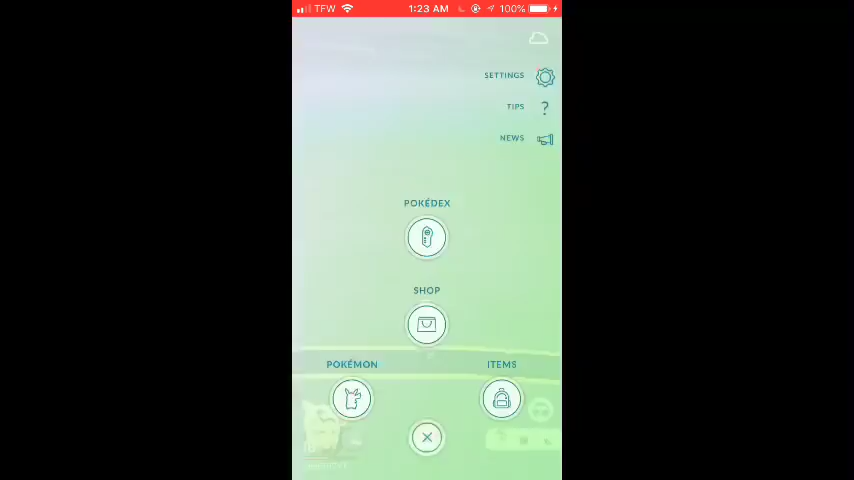 TFW 1:23 AM 100%
SETTINGS
TIPS
?
NEWS
POKÉDEX
SHOP
POKÉMON
ITEMS